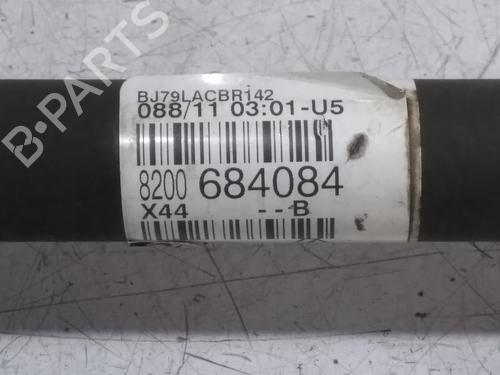 B-PARTS
BJ79LACBR142
088/11 03:01-U5
8200 684084
X44 --B